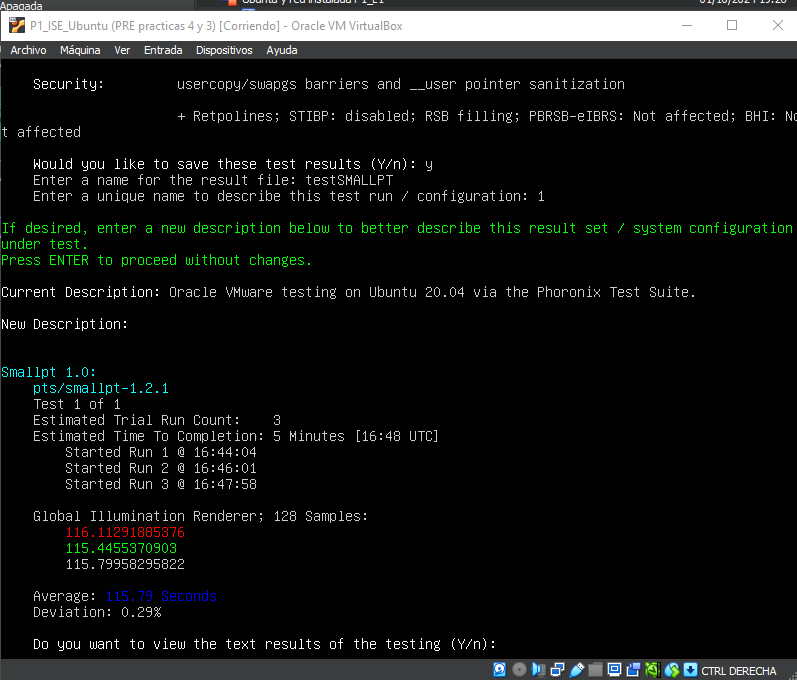 Apagada
P1_ISE_Ubuntu (PRE practicas 4 y 3) [Corriendo] - Oracle VM VirtualBox
Archivo Máquina Ver Entrada Dispositivos Ayuda
Security: usercopy/swapgs barriers and __user pointer sanitization
+ Retpolines; STIBP: disabled; RSB filling; PBRSB-eIBRS: Not affected; BHI: No
t affected
Would you like to save these test results (Y/n): y
Enter a name for the result file: testSMALLPT
Enter a unique name to describe this test run / configuration: 1
If desired, enter a new description below to better describe this result set / system configuration
under test.
Press ENTER to proceed without changes.
Current Description: Oracle VMware testing on Ubuntu 20.04 via the Phoronix Test Suite.
New Description:
Smallpt 1.0:
pts/smallpt-1.2.1
Test 1 of 1
Estimated Trial Run Count: 3
Estimated Time To Completion: 5 Minutes [16:48 UTC]
Started Run 1 @ 16:44:04
Started Run 2 @ 16:46:01
Started Run 3 @ 16:47:58
Global Illumination Renderer; 128 Samples:
116.11291885376
115.4455370903
115.79958295822
Average: 115.79 Seconds
Deviation: 0.29%
Do you want to view the text results of the testing (Y/n):
CTRL DERECHA